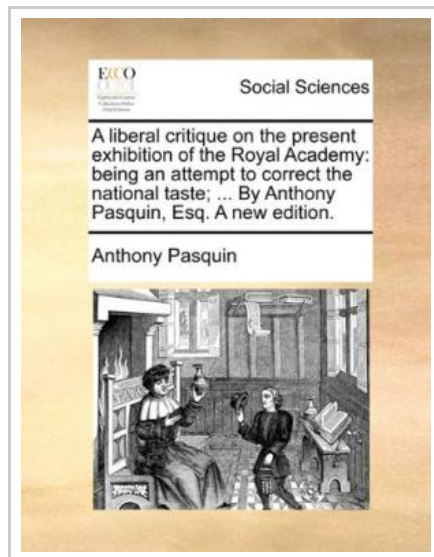 ECCO
Social Sciences
A liberal critique on the present
exhibition of the Royal Academy:
being an attempt to correct the
national taste; ... By Anthony
Pasquin, Esq. A new edition.
Anthony Pasquin